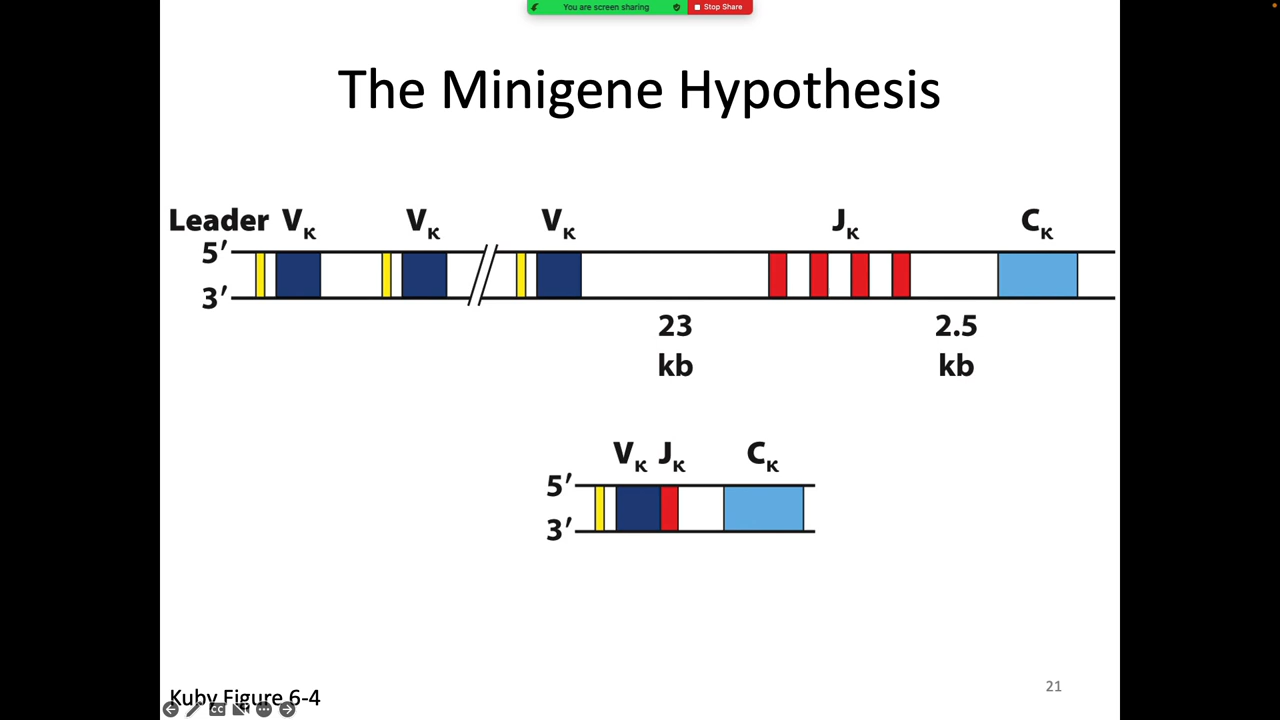 You are screen sharing Stop Share
The Minigene Hypothesis
Leader Vκ Vκ Vκ Jκ Cκ
5′
3′
23 2.5
kb kb
Vκ Jκ Cκ
5′
3′
21
Kuby Figure 6-4
CC